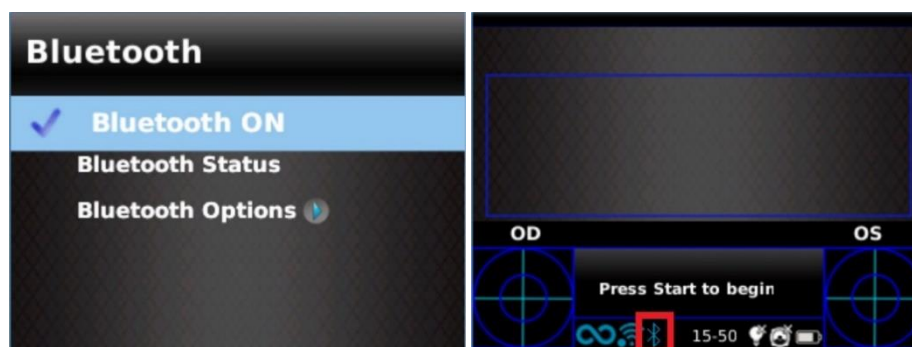 Bluetooth
Bluetooth ON
Bluetooth Status
Bluetooth Options
OD
OS
Press Start to begin
15-50